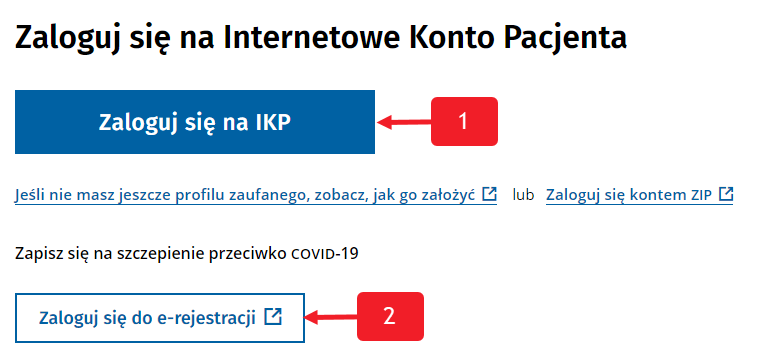 Zaloguj się na Internetowe Konto Pacjenta
Zaloguj się na IKP
1
Jeśli nie masz jeszcze profilu zaufanego, zobacz, jak go założyć lub Zaloguj się kontem ZIP
Zapisz się na szczepienie przeciwko COVID-19
Zaloguj się do e-rejestracji
2